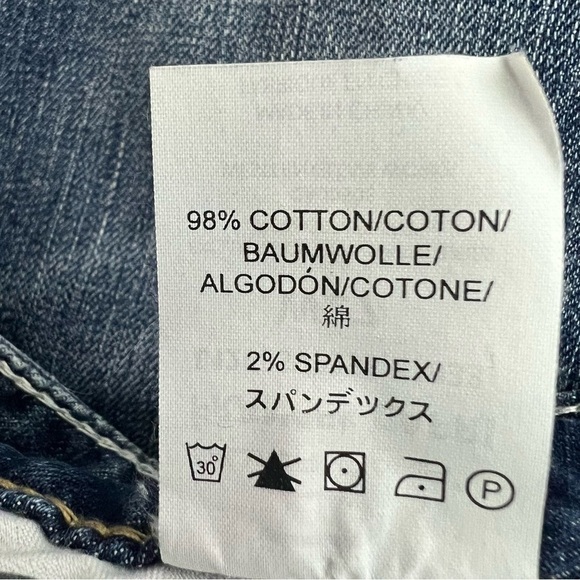 98% COTTON/COTON/
BAUMWOLLE/
ALGODÓN/COTONE/
綿
2% SPANDEX/
スパンデックス
30°
P